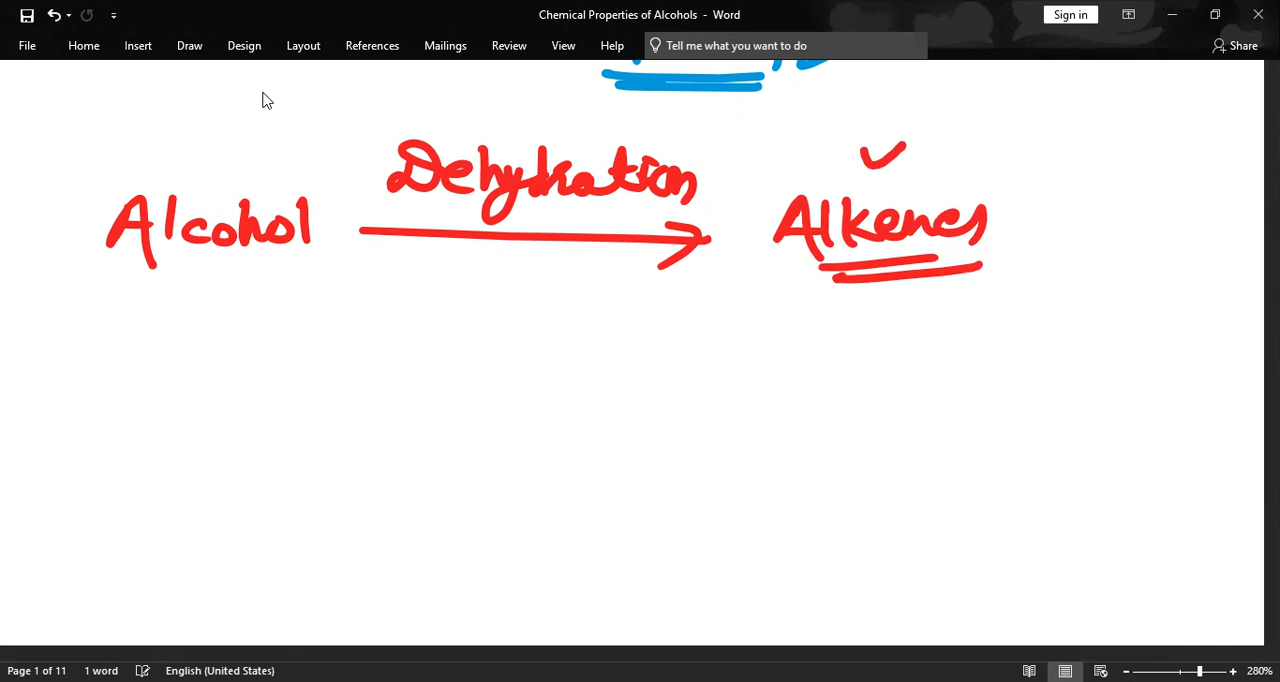 Chemical Properties of Alcohols - Word
Sign in
File Home Insert Draw Design Layout References Mailings Review View Help Tell me what you want to do Share
Dehydration
Alcohol Alkenes
Page 1 of 11 1 word English (United States) 280%